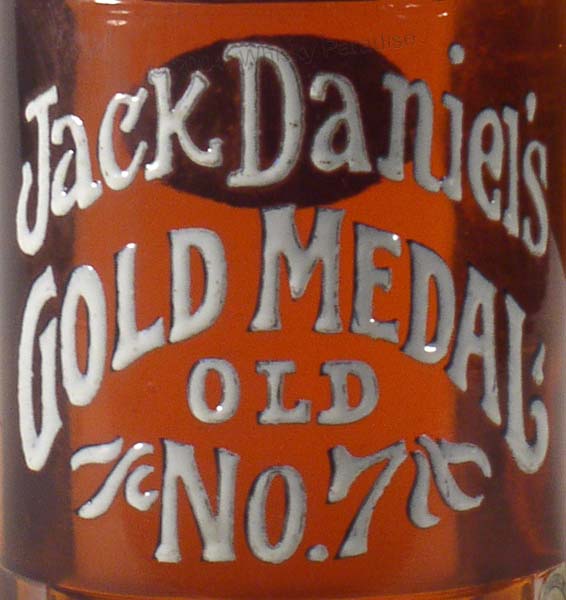 Jack Daniel's
GOLD MEDAL
OLD
No. 7